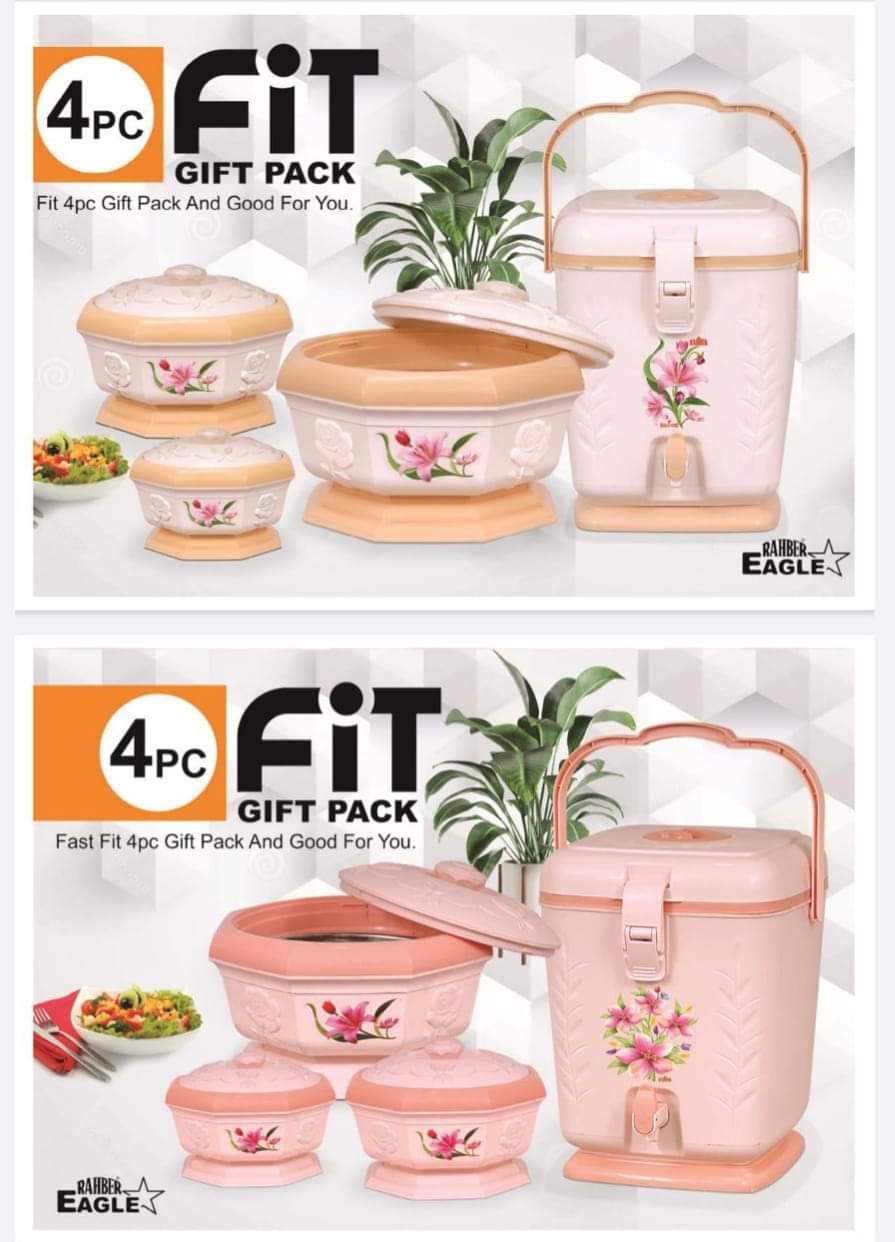 4PC
FiT
GIFT PACK
Fit 4pc Gift Pack And Good For You.
RAHBER
EAGLE
4PC
FiT
GIFT PACK
Fast Fit 4pc Gift Pack And Good For You.
RAHBER
EAGLE